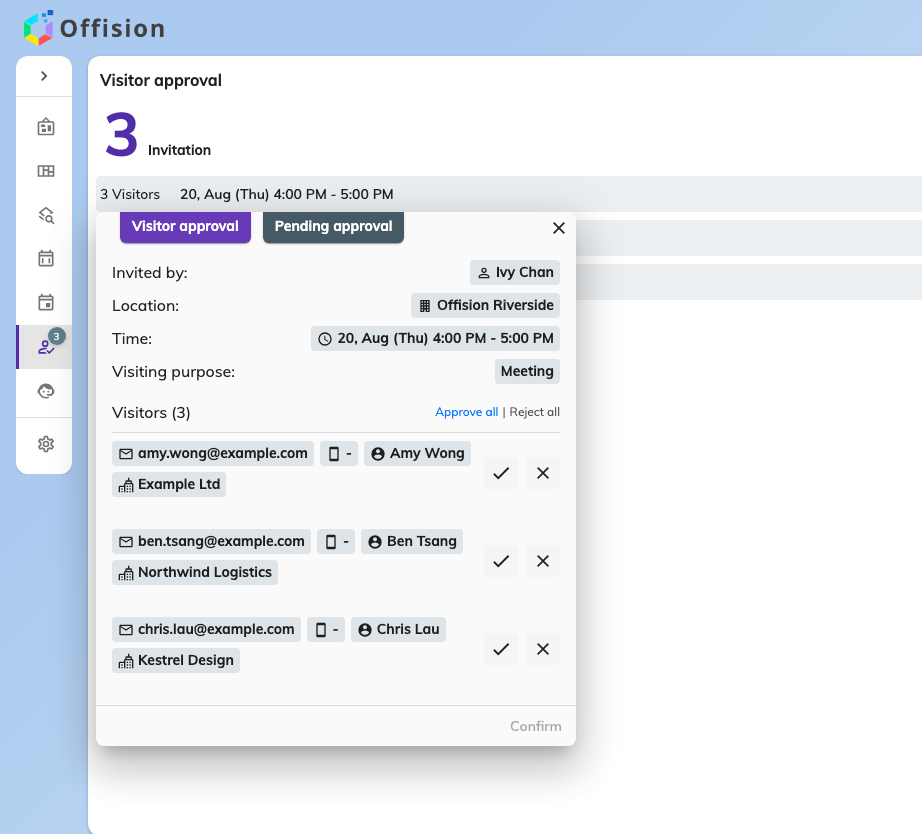 Offision
Visitor approval
3 Invitation
3 Visitors 20, Aug (Thu) 4:00 PM - 5:00 PM
Visitor approval Pending approval
Invited by: Ivy Chan
Location: Offision Riverside
Time: 20, Aug (Thu) 4:00 PM - 5:00 PM
3
Visiting purpose: Meeting
Visitors (3) Approve all | Reject all
amy.wong@example.com - Amy Wong
Example Ltd
ben.tsang@example.com - Ben Tsang
Northwind Logistics
chris.lau@example.com - Chris Lau
Kestrel Design
Confirm